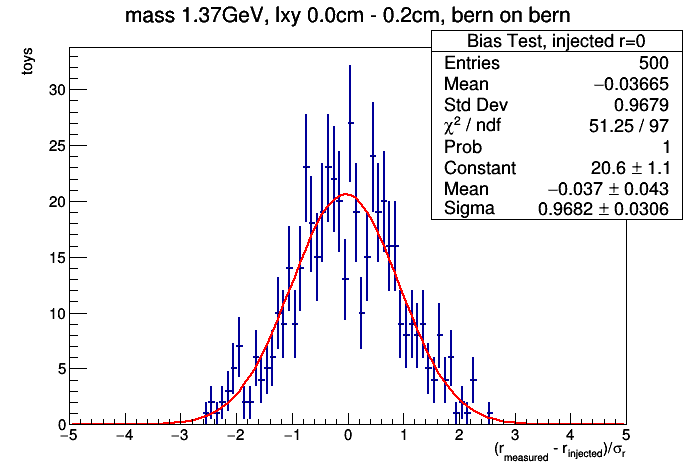 mass 1.37GeV, lxy 0.0cm - 0.2cm, bern on bern
Bias Test, injected r=0
Entries 500
Mean −0.03665
Std Dev 0.9679
χ² / ndf 51.25 / 97
Prob 1
Constant 20.6 ± 1.1
Mean −0.037 ± 0.043
Sigma 0.9682 ± 0.0306
toys
30
25
20
15
10
5
0
−5 −4 −3 −2 −1 0 1 2 3 4 5
(r_measured - r_injected)/σ_r